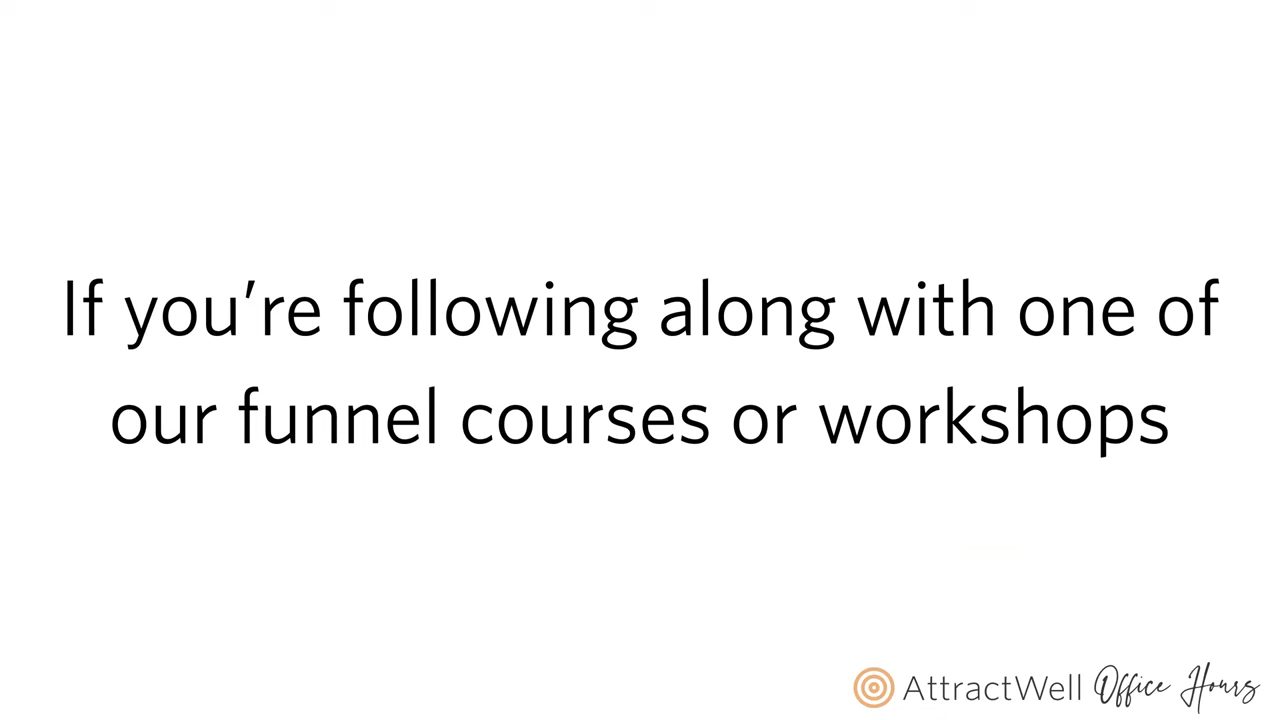 If you’re following along with one of
our funnel courses or workshops
AttractWell Office Hours